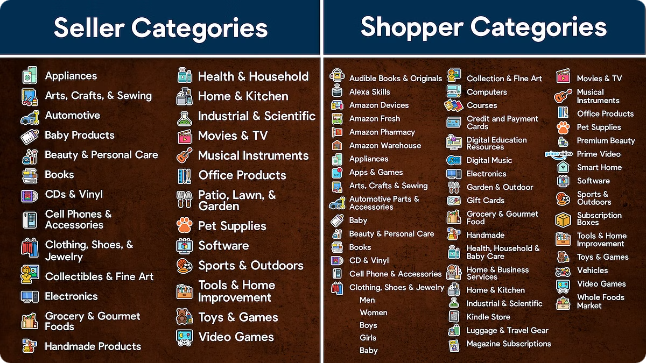 Seller Categories
Appliances
Arts, Crafts, & Sewing
Automotive
Baby Products
Beauty & Personal Care
Books
CDs & Vinyl
Cell Phones &
Accessories
Clothing, Shoes, &
Jewelry
Collectibles & Fine Art
Electronics
Grocery & Gourmet
Foods
Handmade Products
Health & Household
Home & Kitchen
Industrial & Scientific
Movies & TV
Musical Instruments
Office Products
Patio, Lawn, &
Garden
Pet Supplies
Software
Sports & Outdoors
Tools & Home
Improvement
Toys & Games
Video Games
Shopper Categories
Audible Books & Originals
Alexa Skills
Amazon Devices
Amazon Fresh
Amazon Pharmacy
Amazon Warehouse
Appliances
Apps & Games
Arts, Crafts & Sewing
Automotive Parts &
Accessories
Baby
Beauty & Personal Care
Books
CD & Vinyl
Cell Phone & Accessories
Clothing, Shoes & Jewelry
Men
Women
Boys
Girls
Baby
Collection & Fine Art
Computers
Courses
Credit and Payment
Cards
Digital Education
Resources
Digital Music
Electronics
Garden & Outdoor
Gift Cards
Grocery & Gourmet
Food
Handmade
Health, Household &
Baby Care
Home & Business
Services
Home & Kitchen
Industrial & Scientific
Kindle Store
Luggage & Travel Gear
Magazine Subscriptions
Movies & TV
Musical
Instruments
Office Products
Pet Supplies
Premium Beauty
Prime Video
Smart Home
Software
Sports &
Outdoors
Subscription
Boxes
Tools & Home
Improvement
Toys & Games
Vehicles
Video Games
Whole Foods
Market